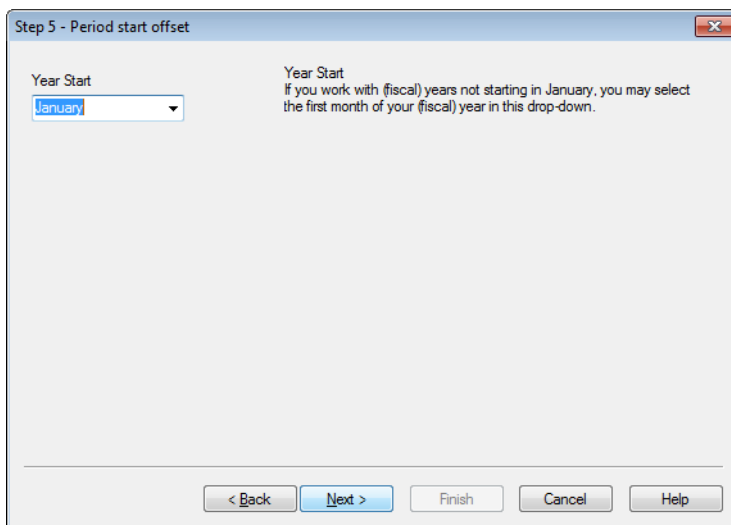 Step 5 - Period start offset
Year Start
January
Year Start
If you work with (fiscal) years not starting in January, you may select
the first month of your (fiscal) year in this drop-down.
< Back
Next >
Finish
Cancel
Help